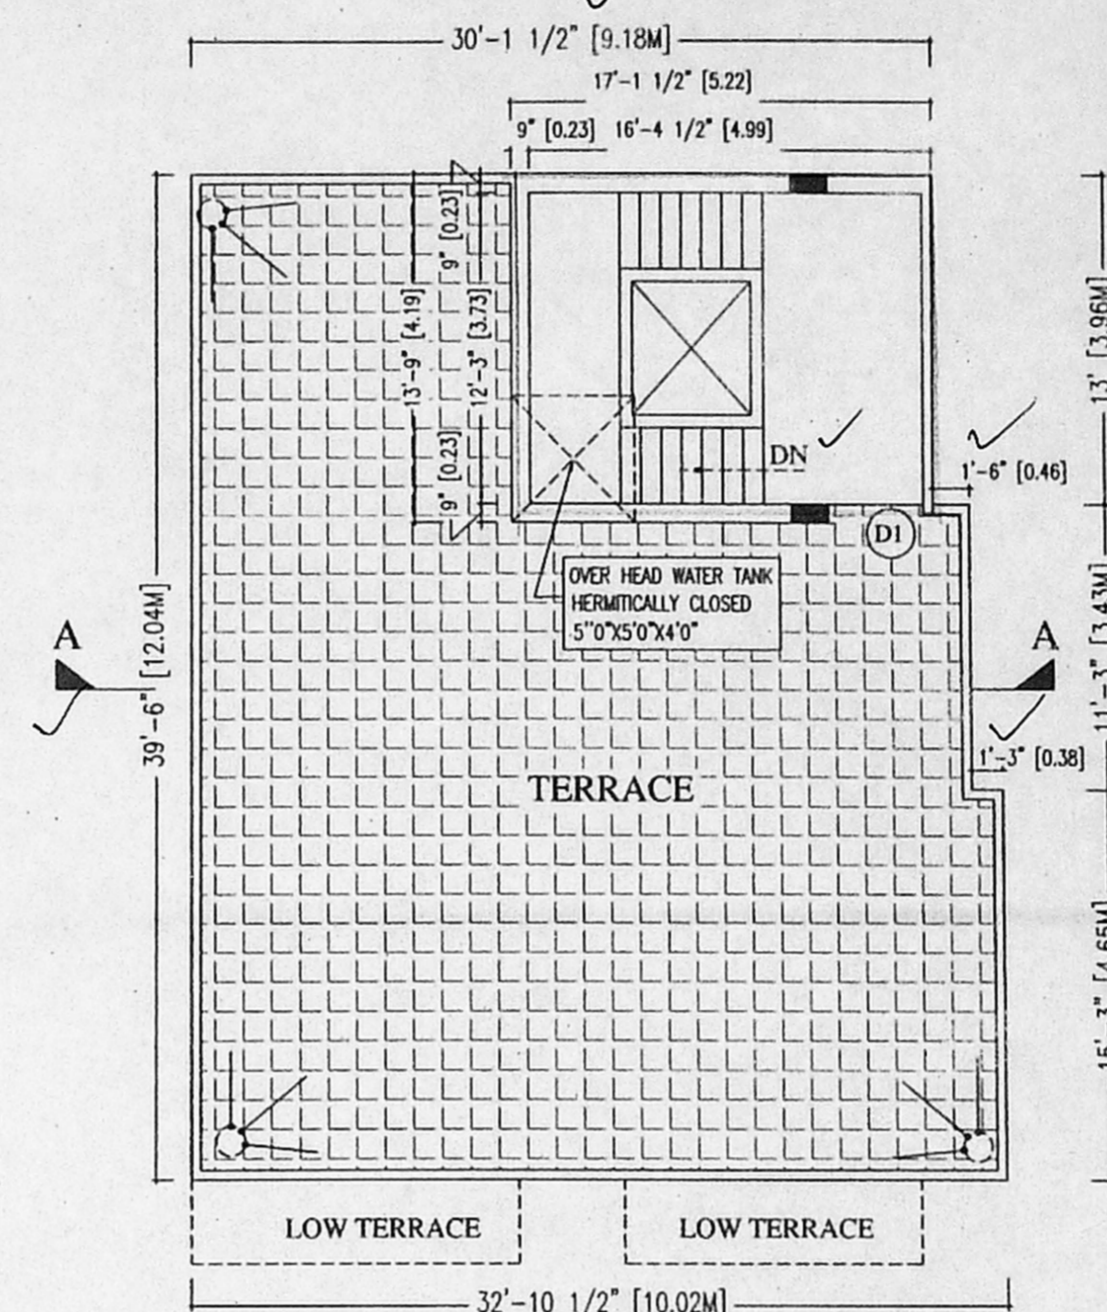 30'-1 1/2" [9.18M]
17'-1 1/2" [5.22]
9" [0.23] 16'-4 1/2" [4.99]
9" [0.23]
13'-9" [4.19]
12'-3" [3.73]
9" [0.23]
13' [3.96M]
DN
1'-6" [0.46]
D1
OVER HEAD WATER TANK
HERMITICALLY CLOSED
5''0"X5'0"X4'0"
39'-6" [12.04M]
11'-3" [3.43M]
A
A
1'-3" [0.38]
TERRACE
15'-3" [4.65M]
LOW TERRACE
LOW TERRACE
32'-10 1/2" [10.02M]